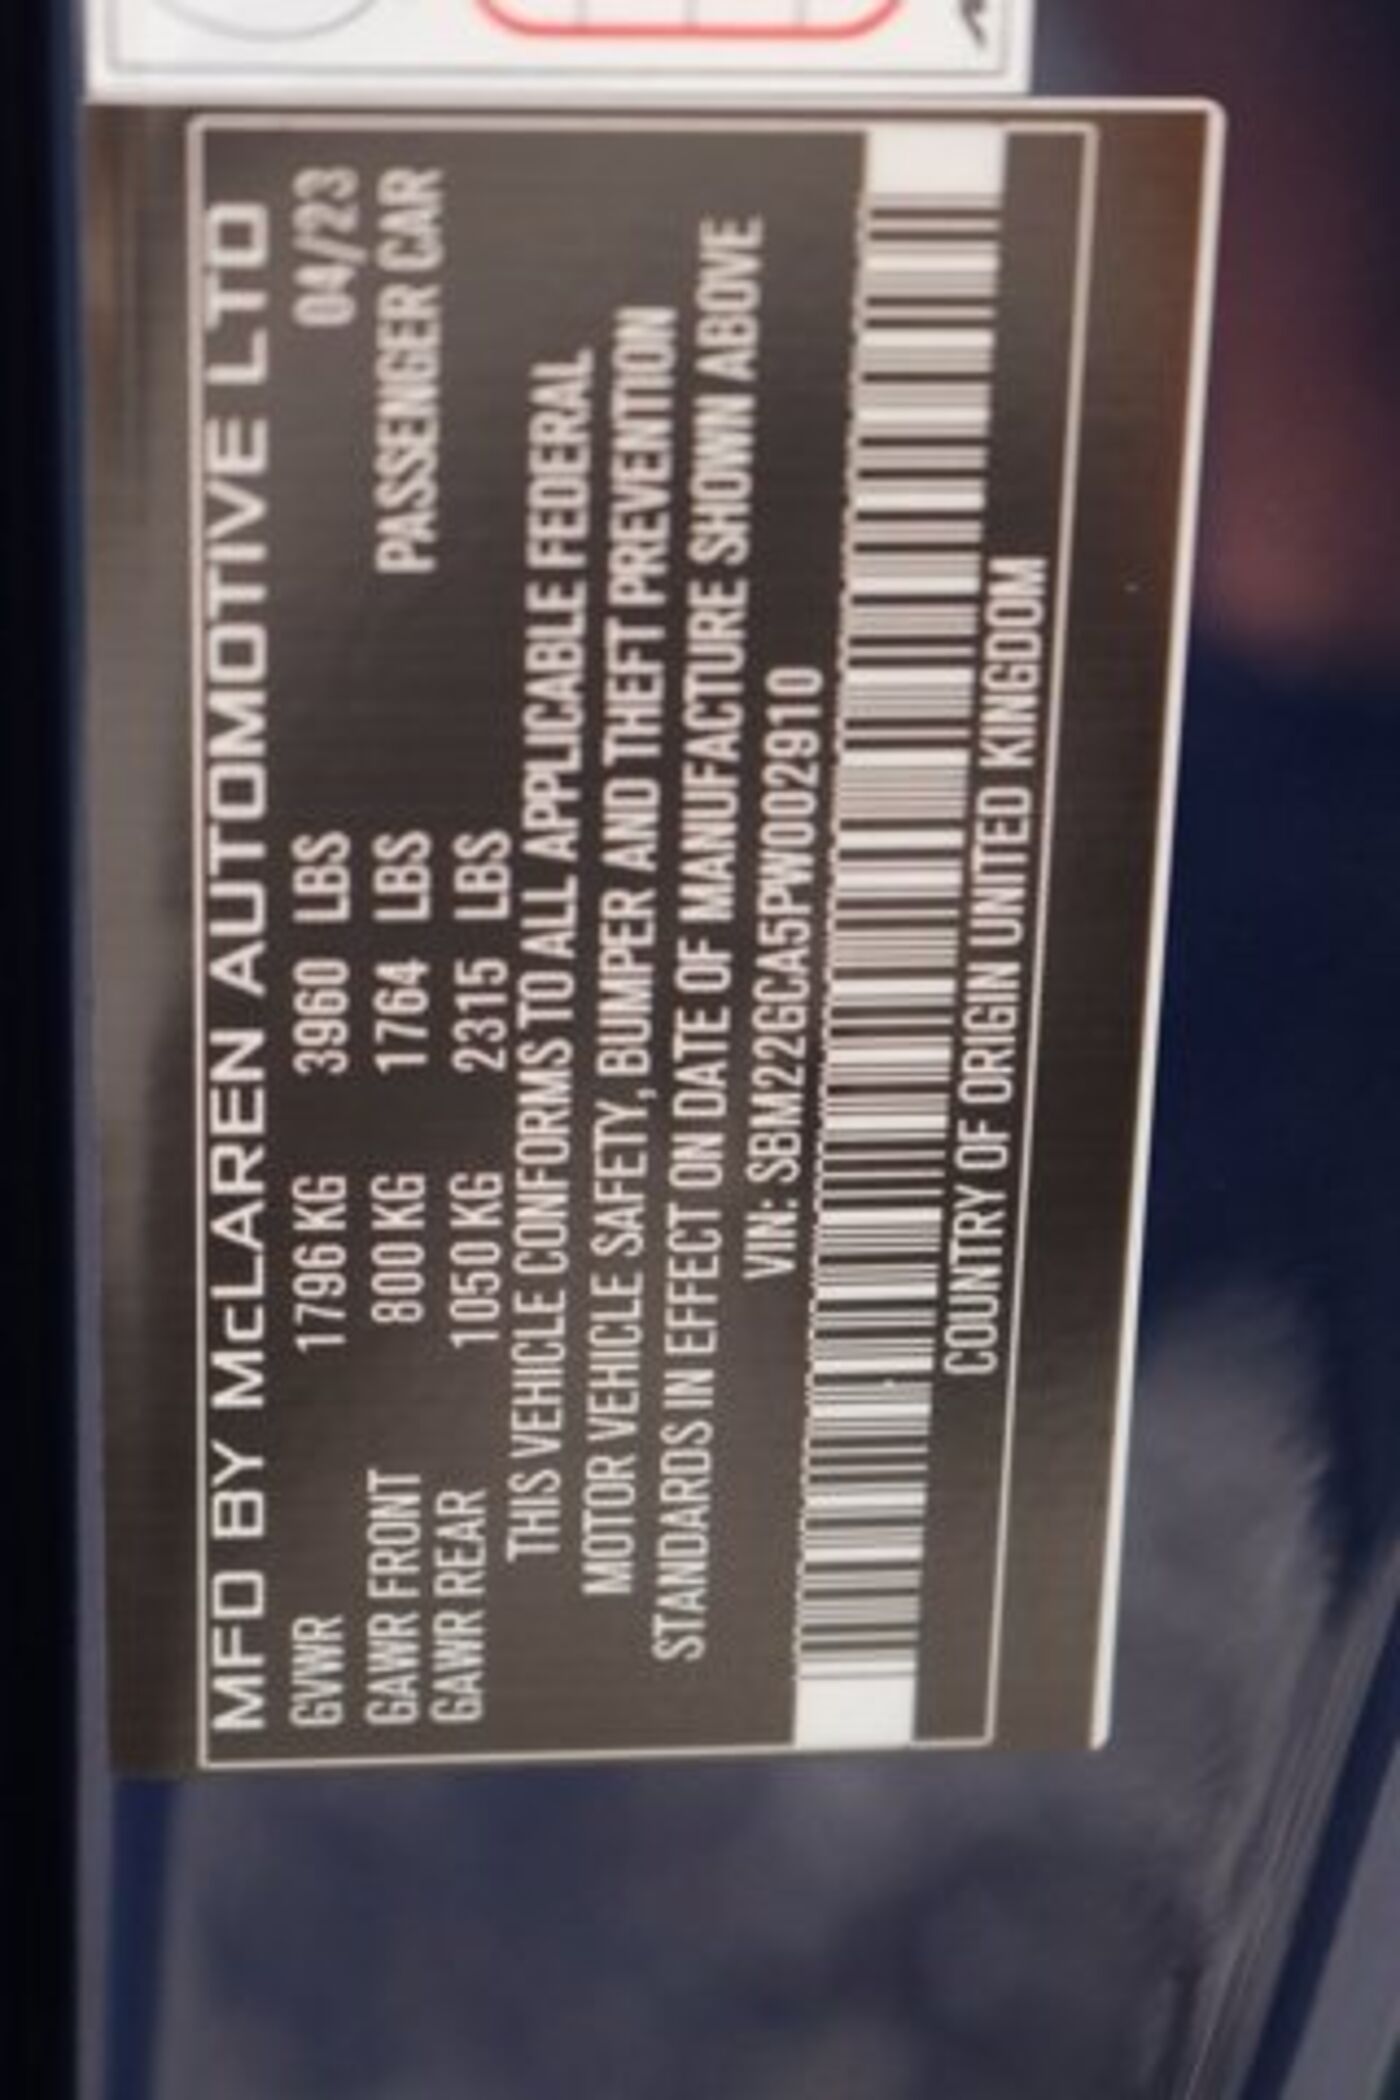 MFD BY McLAREN AUTOMOTIVE LTD
GVWR 1796 KG 3960 LBS 04/23
GAWR FRONT 800 KG 1764 LBS PASSENGER CAR
GAWR REAR 1050 KG 2315 LBS
THIS VEHICLE CONFORMS TO ALL APPLICABLE FEDERAL
MOTOR VEHICLE SAFETY, BUMPER AND THEFT PREVENTION
STANDARDS IN EFFECT ON DATE OF MANUFACTURE SHOWN ABOVE
VIN: SBM22GCA5PW002910
COUNTRY OF ORIGIN UNITED KINGDOM